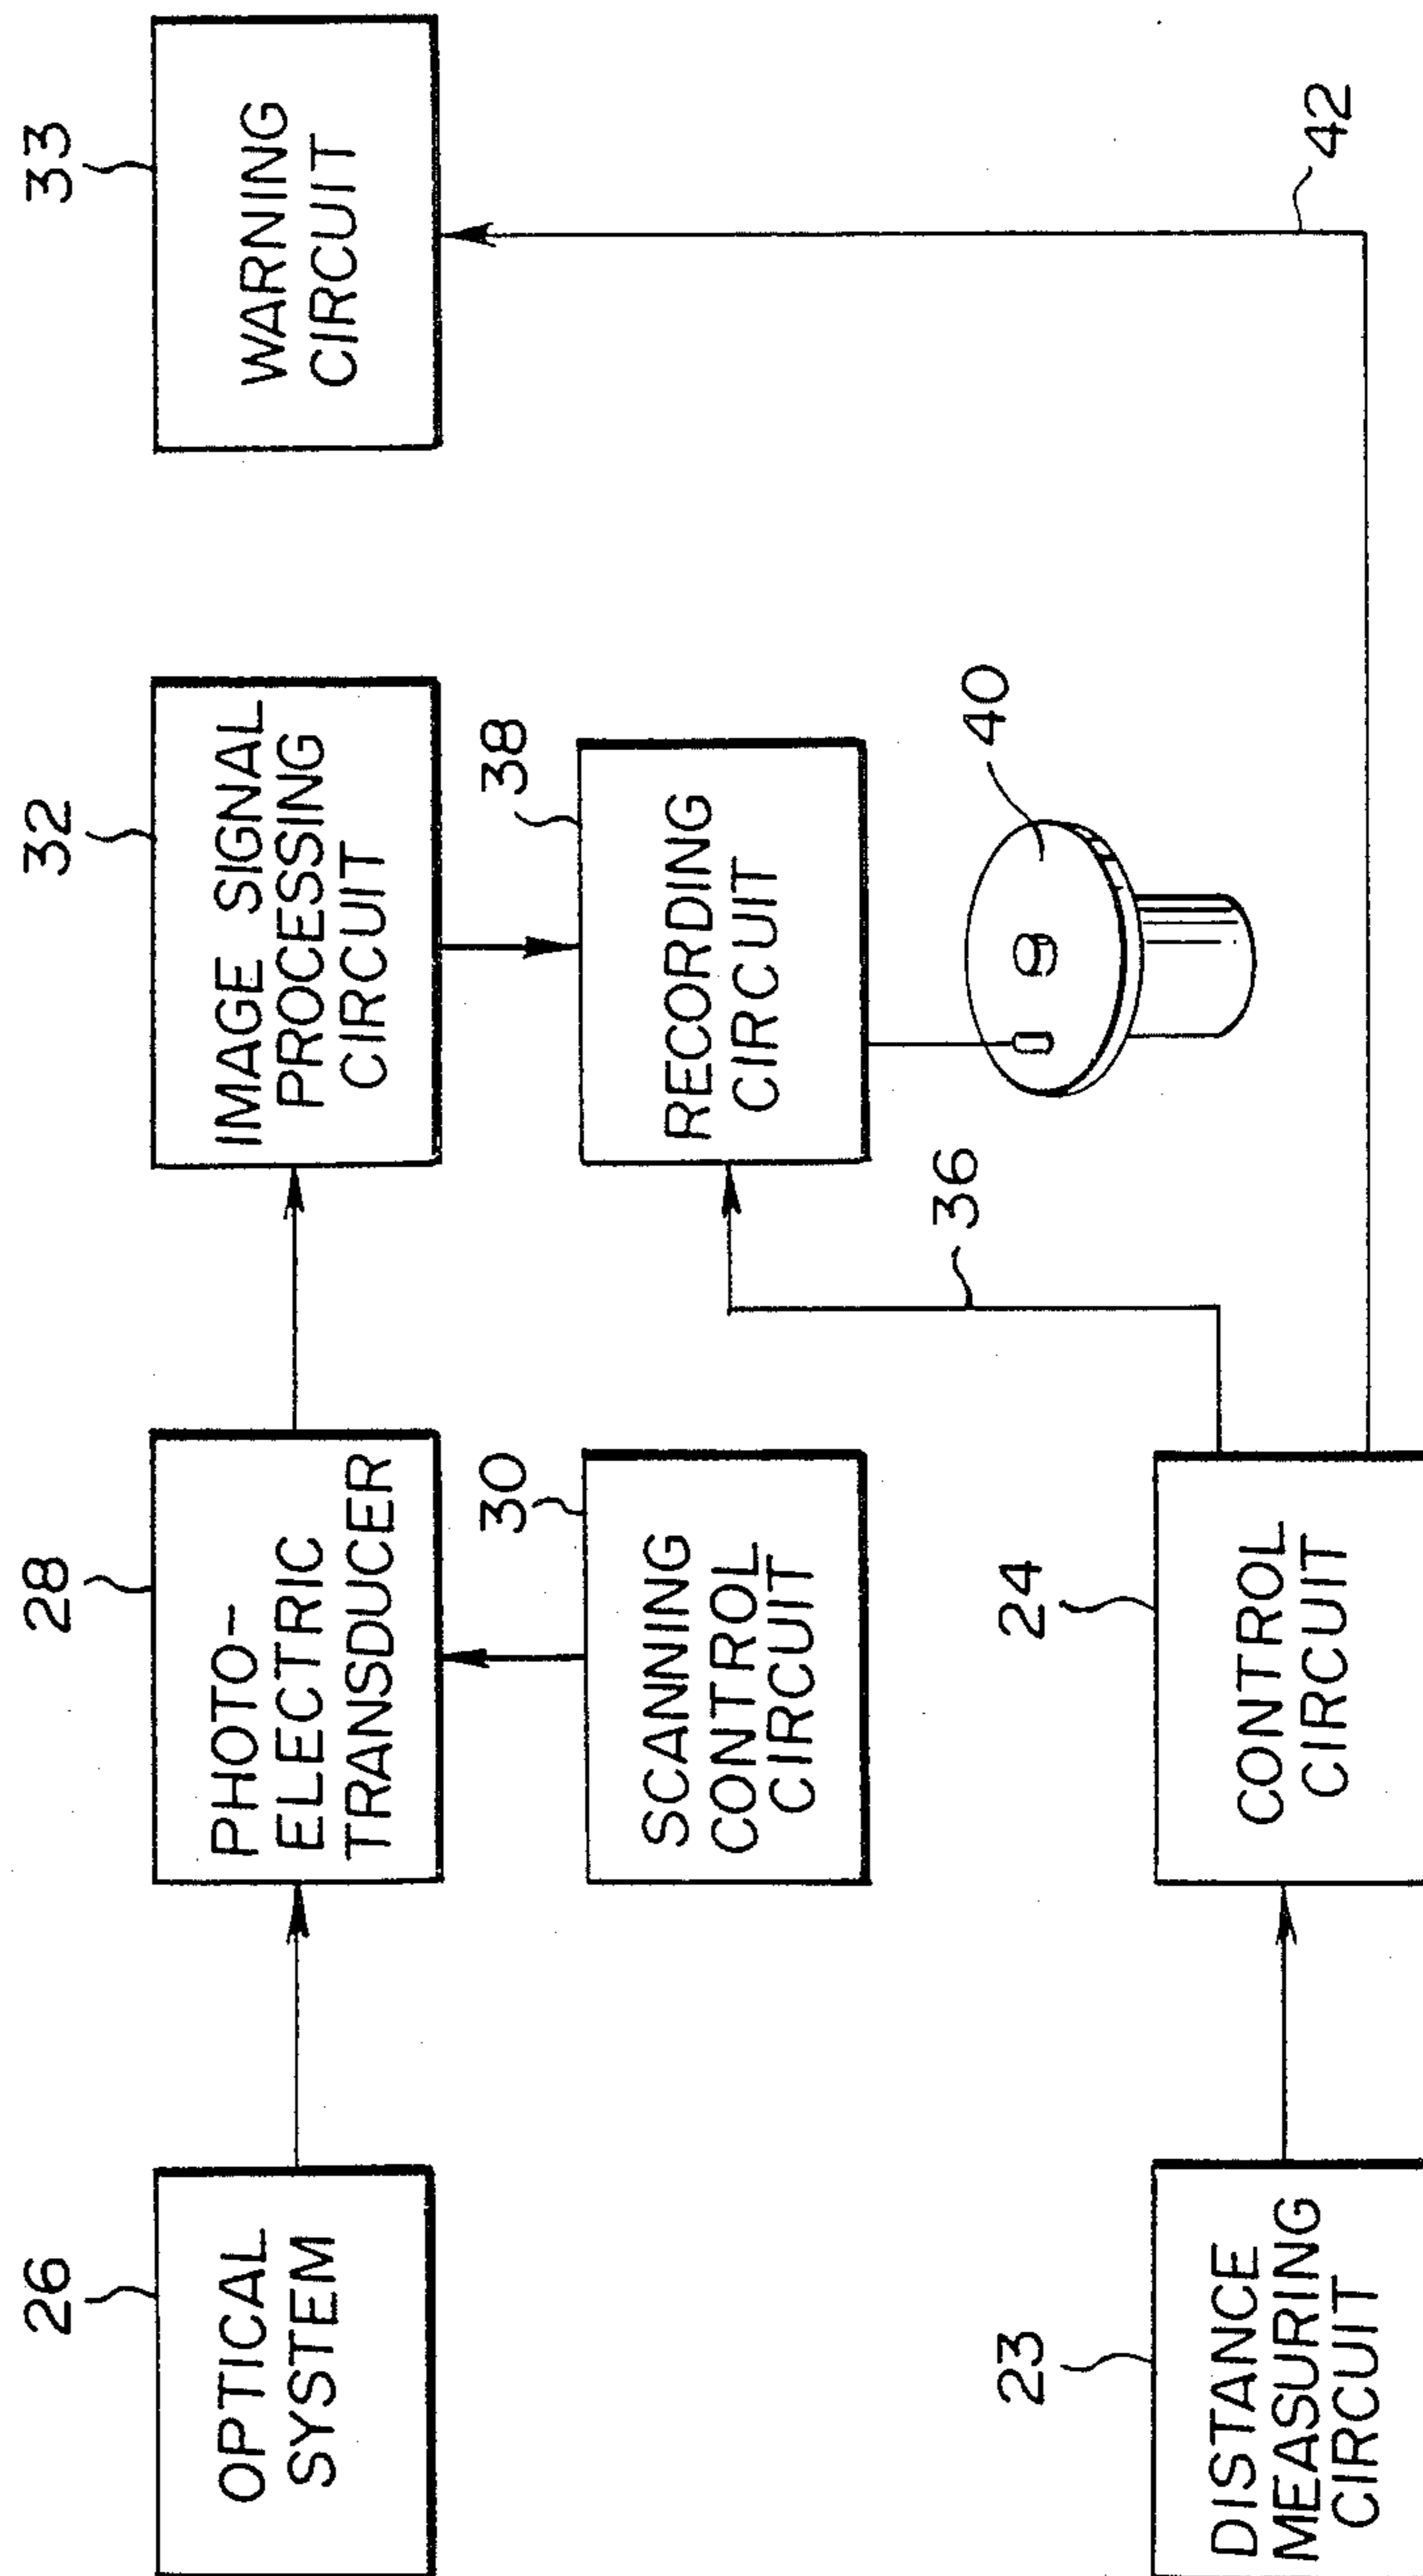 26
OPTICAL
SYSTEM
28
PHOTO-
ELECTRIC
TRANSDUCER
32
IMAGE SIGNAL
PROCESSING
CIRCUIT
33
WARNING
CIRCUIT
30
SCANNING
CONTROL
CIRCUIT
38
RECORDING
CIRCUIT
40
36
23
DISTANCE
MEASURING
CIRCUIT
24
CONTROL
CIRCUIT
42